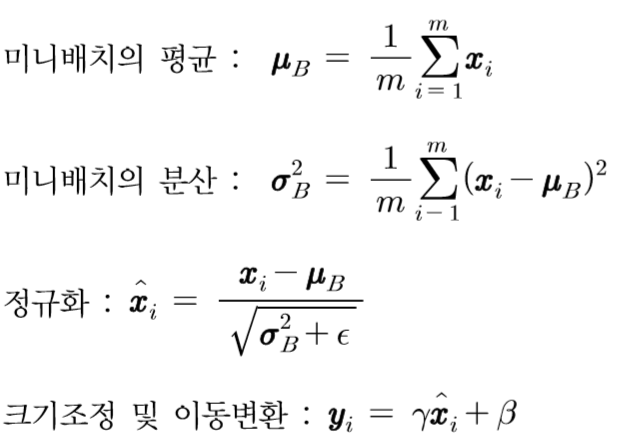 미니배치의 평균 : μ_B = 1/m ∑_{i=1}^{m} x_i
미니배치의 분산 : σ_B^2 = 1/m ∑_{i-1}^{m} (x_i − μ_B)^2
정규화 : x̂_i = (x_i − μ_B) / √(σ_B^2 + ϵ)
크기조정 및 이동변환 : y_i = γx̂_i + β